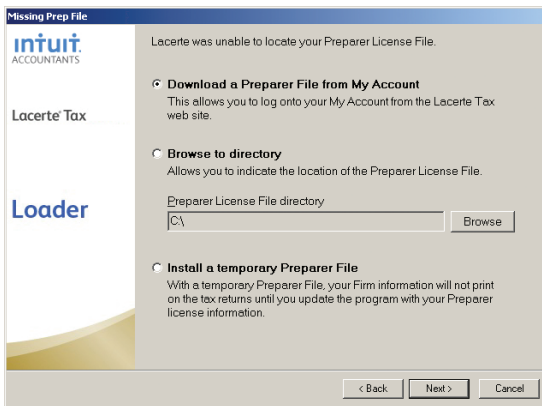 Missing Prep File
INTUIT
ACCOUNTANTS
Lacerte Tax
Loader
Lacerte was unable to locate your Preparer License File.
Download a Preparer File from My Account
This allows you to log onto your My Account from the Lacerte Tax
web site.
Browse to directory
Allows you to indicate the location of the Preparer License File.
Preparer License File directory
C:\
Browse
Install a temporary Preparer File
With a temporary Preparer File, your Firm information will not print
on the tax returns until you update the program with your Preparer
license information.
< Back
Next >
Cancel